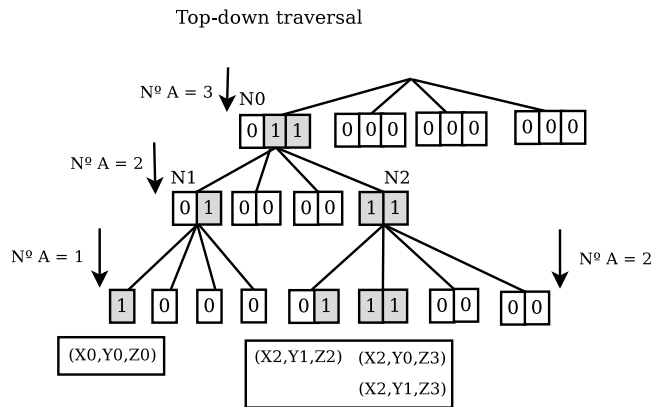 Top-down traversal
Nº A = 3
N0
0 1 1
0 0 0
0 0 0
0 0 0
Nº A = 2
N1
N2
0 1
0 0
0 0
1 1
Nº A = 1
Nº A = 2
1
0
0
0
0 1
1 1
0 0
0 0
(X0,Y0,Z0)
(X2,Y1,Z2)
(X2,Y0,Z3)
(X2,Y1,Z3)